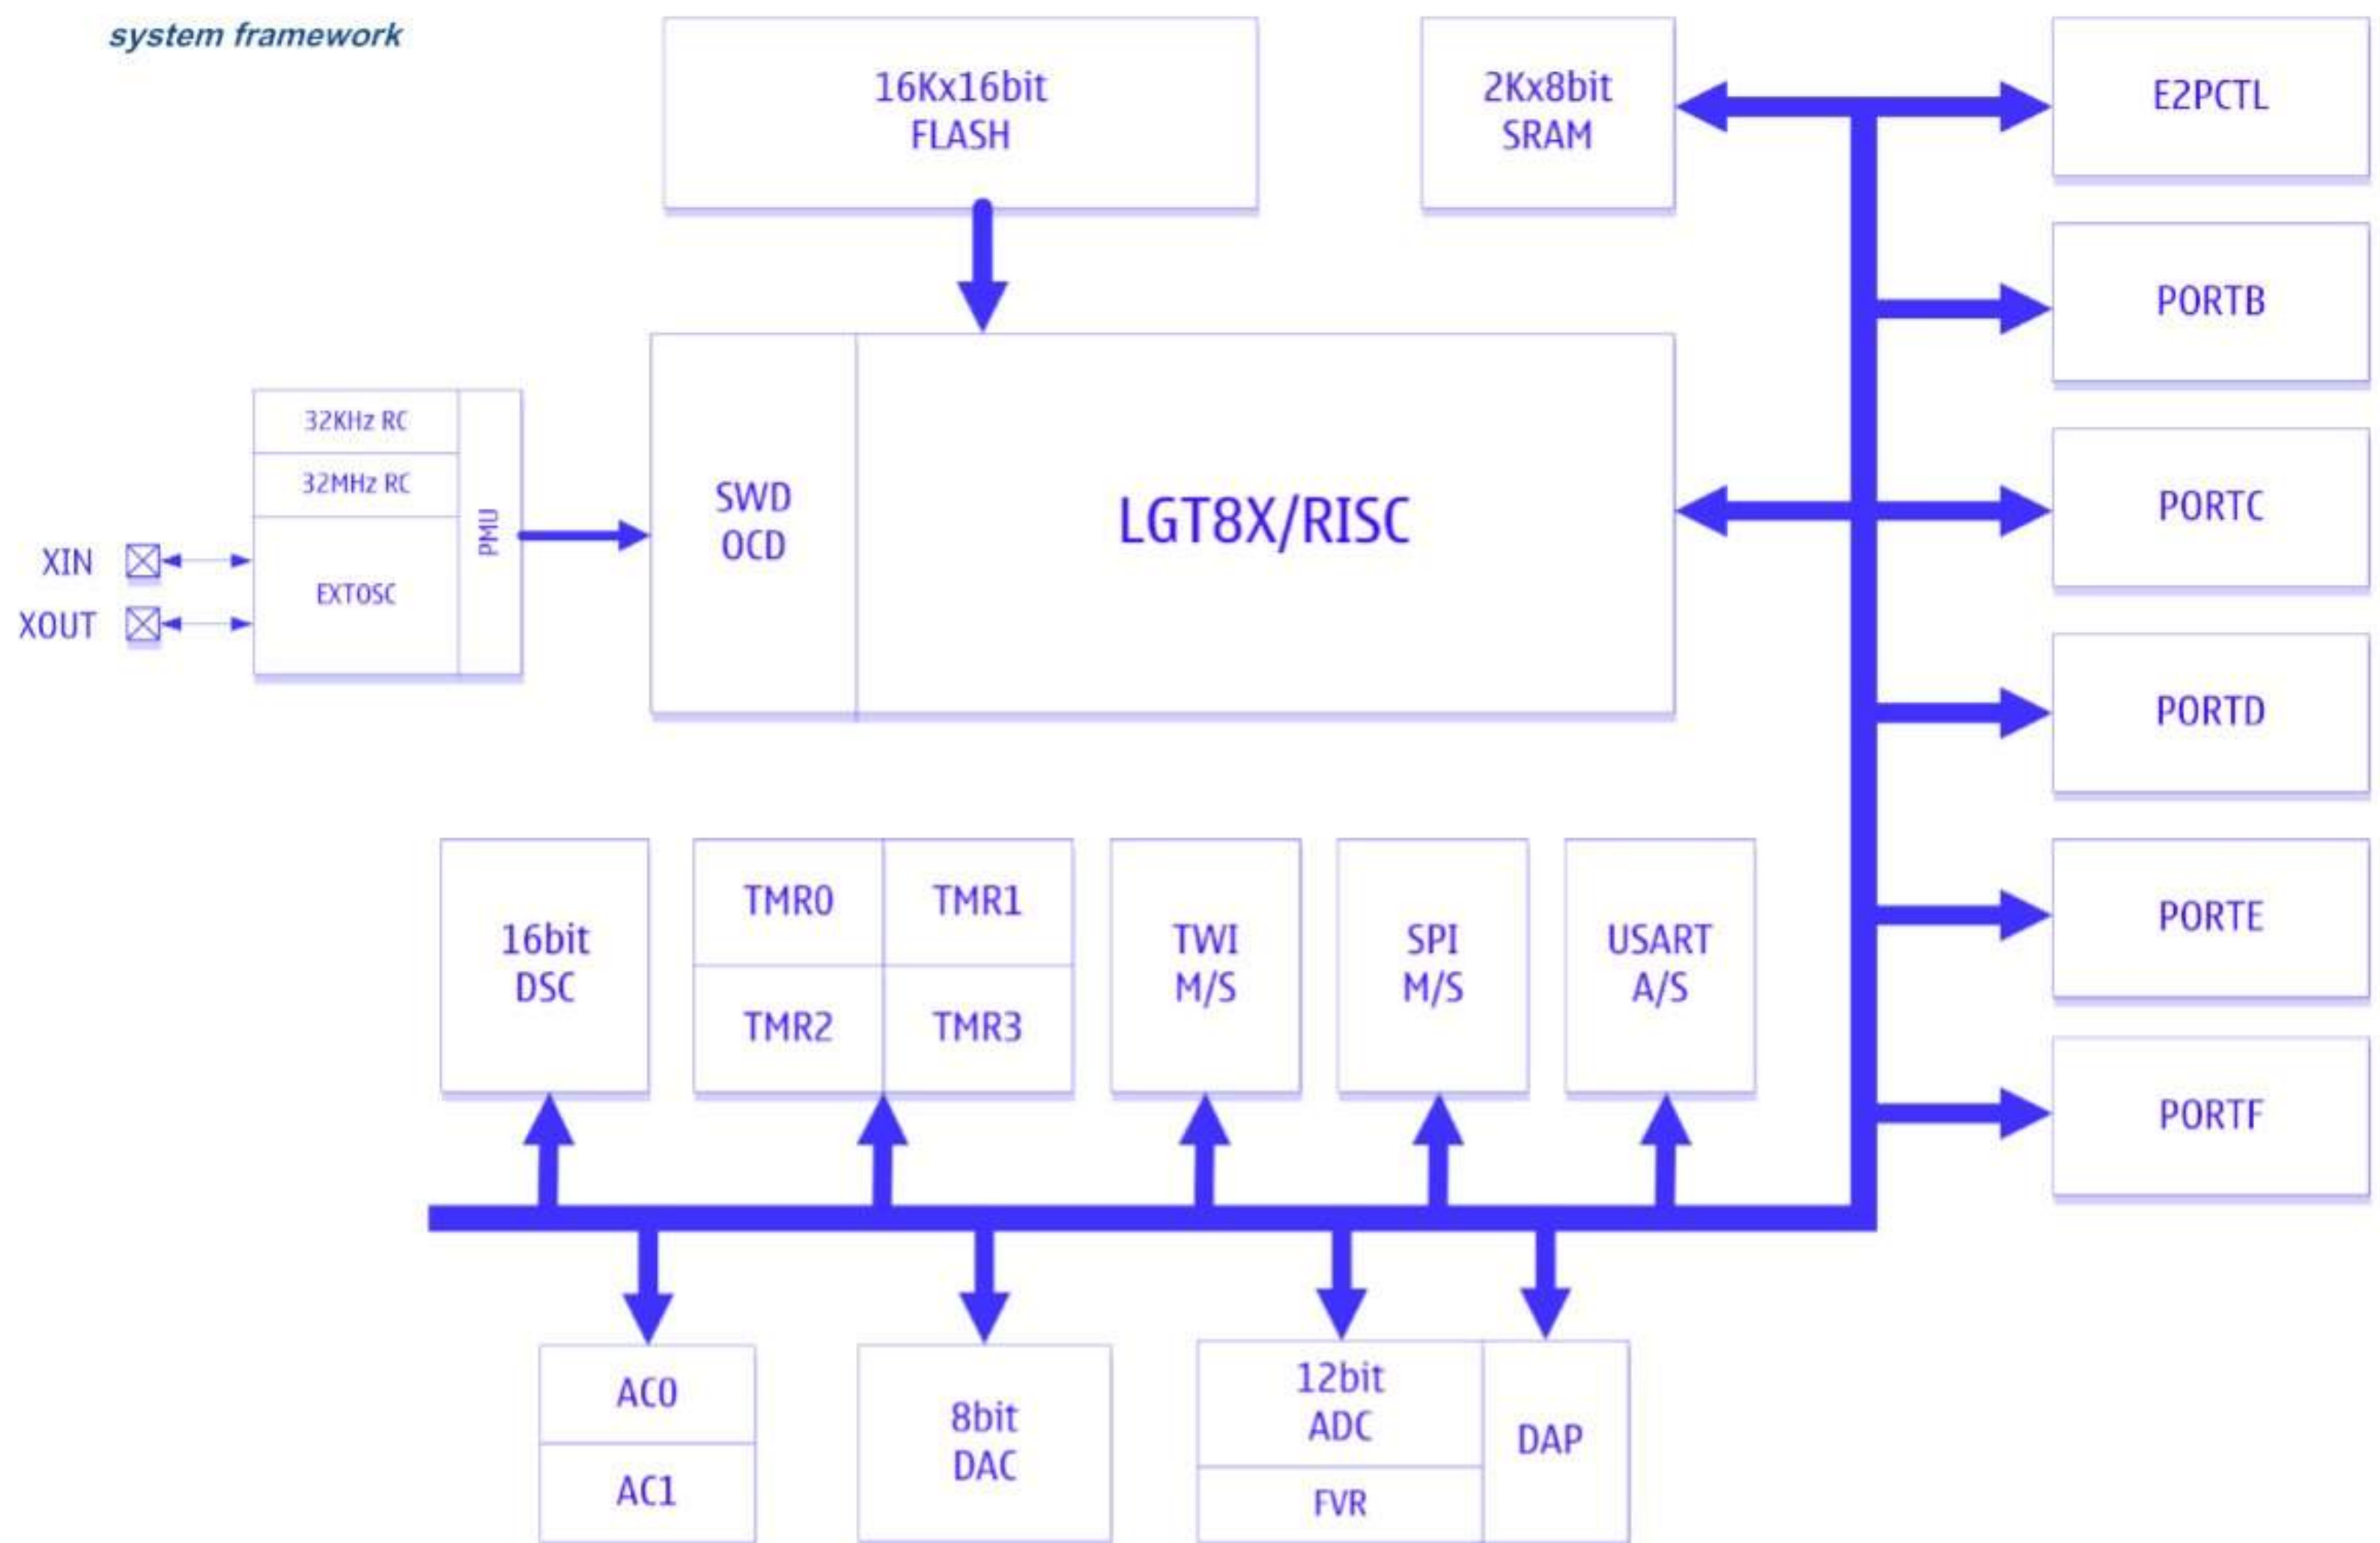 system framework
16Kx16bit
FLASH
2Kx8bit
SRAM
E2PCTL
PORTB
32KHz RC
32MHz RC
EXTOSC
PMU
XIN
XOUT
SWD
OCD
LGT8X/RISC
PORTC
PORTD
16bit
DSC
TMR0
TMR1
TMR2
TMR3
TWI
M/S
SPI
M/S
USART
A/S
PORTE
PORTF
AC0
AC1
8bit
DAC
12bit
ADC
FVR
DAP